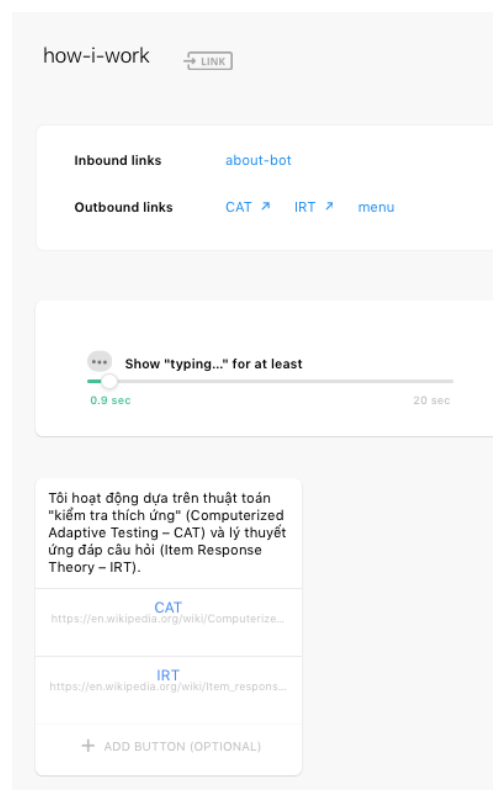 how-i-work
LINK
Inbound links about-bot
Outbound links CAT ↗ IRT ↗ menu
Show "typing..." for at least
0.9 sec 20 sec
Tôi hoạt động dựa trên thuật toán
"kiểm tra thích ứng" (Computerized
Adaptive Testing – CAT) và lý thuyết
ứng đáp câu hỏi (Item Response
Theory – IRT).
CAT
https://en.wikipedia.org/wiki/Computerize...
IRT
https://en.wikipedia.org/wiki/Item_respons...
+ ADD BUTTON (OPTIONAL)